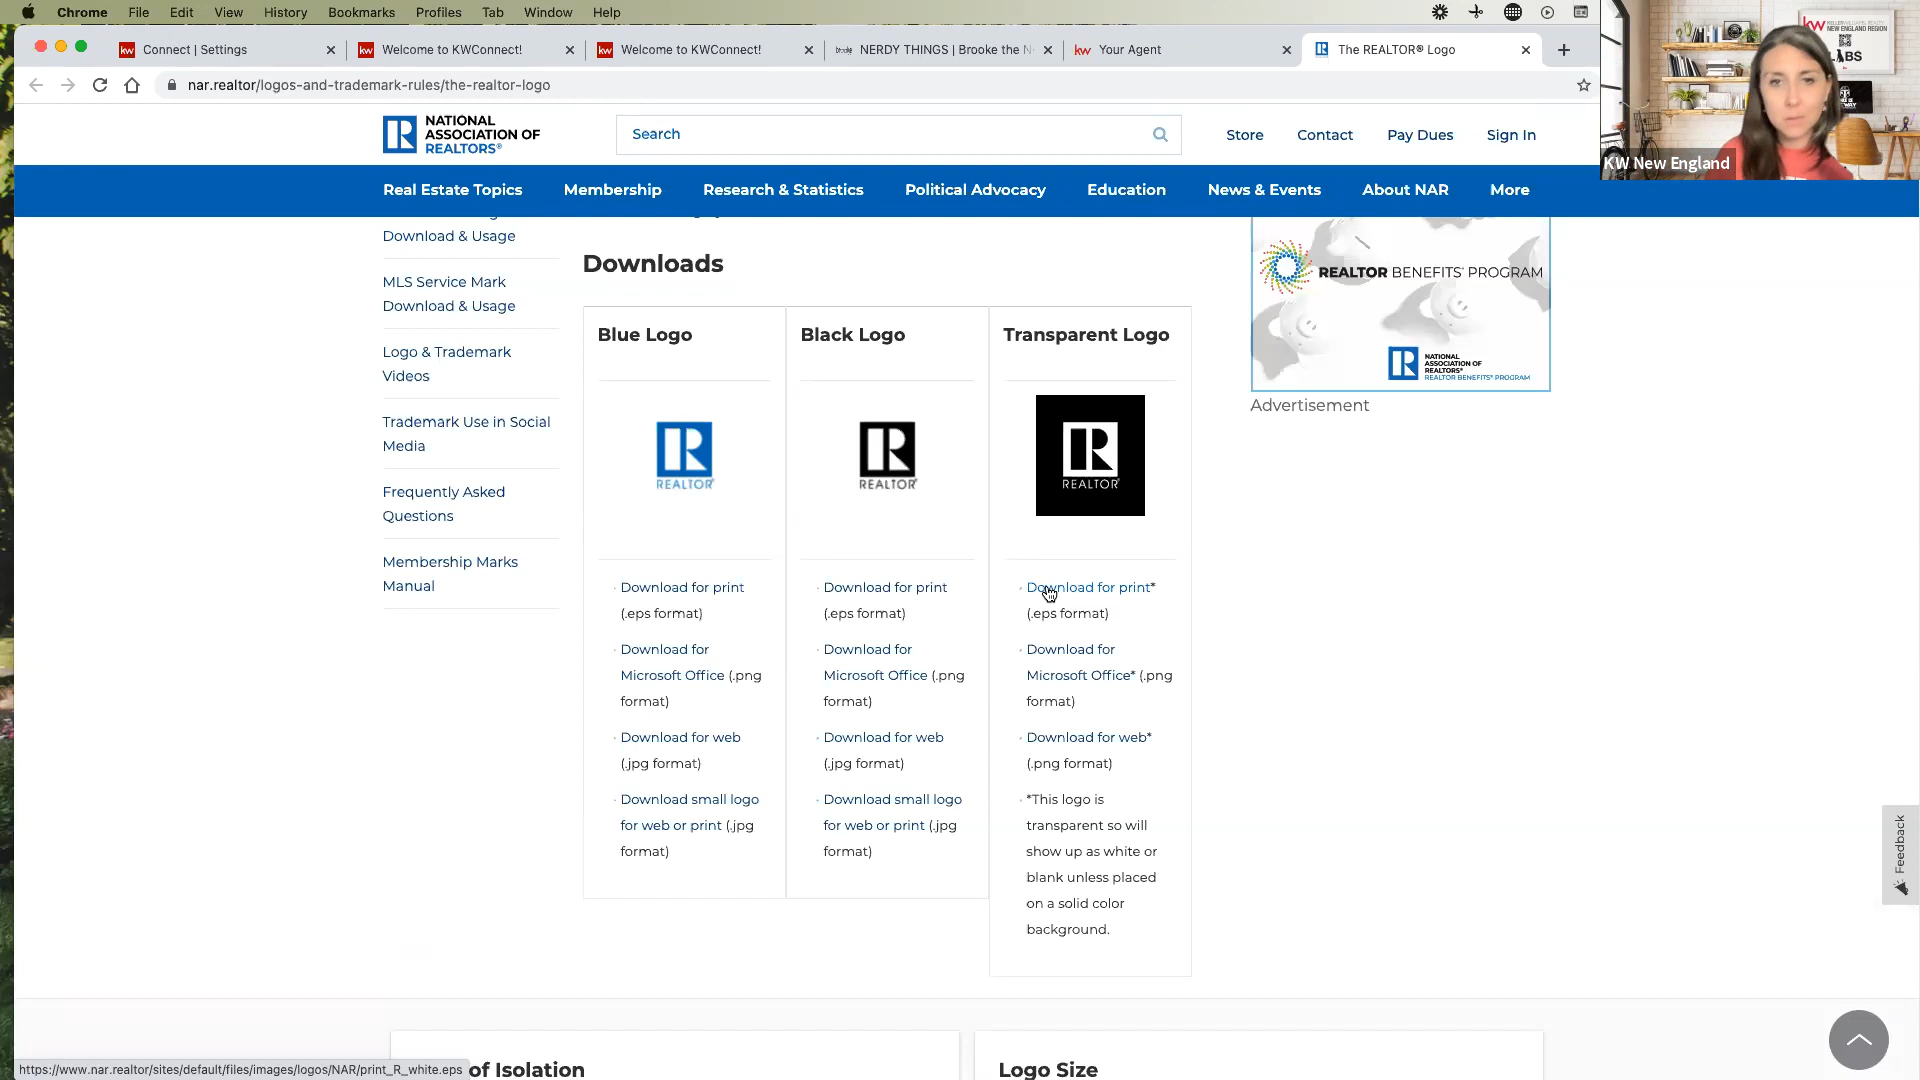 Chrome File Edit View History Bookmarks Profiles Tab Window Help
Connect | Settings
Welcome to KWConnect!
Welcome to KWConnect!
NERDY THINGS | Brooke the N
Your Agent
The REALTOR® Logo
nar.realtor/logos-and-trademark-rules/the-realtor-logo
NATIONAL
ASSOCIATION OF
REALTORS®
Search
Store Contact Pay Dues Sign In
KW New England
Real Estate Topics Membership Research & Statistics Political Advocacy Education News & Events About NAR More
Download & Usage
MLS Service Mark
Download & Usage
Logo & Trademark
Videos
Trademark Use in Social
Media
Frequently Asked
Questions
Membership Marks
Manual
Downloads
Blue Logo
REALTOR®
Download for print
(.eps format)
Download for
Microsoft Office (.png
format)
Download for web
(.jpg format)
Download small logo
for web or print (.jpg
format)
Black Logo
REALTOR®
Download for print
(.eps format)
Download for
Microsoft Office (.png
format)
Download for web
(.jpg format)
Download small logo
for web or print (.jpg
format)
Transparent Logo
REALTOR®
Download for print*
(.eps format)
Download for
Microsoft Office* (.png
format)
Download for web*
(.png format)
*This logo is
transparent so will
show up as white or
blank unless placed
on a solid color
background.
REALTOR BENEFITS® PROGRAM
NATIONAL
ASSOCIATION OF
REALTORS®
REALTOR BENEFITS® PROGRAM
Advertisement
Feedback
of Isolation
Logo Size
https://www.nar.realtor/sites/default/files/images/logos/NAR/print_R_white.eps
kw
KELLERWILLIAMS. REALTY
NEW ENGLAND REGION
LABS